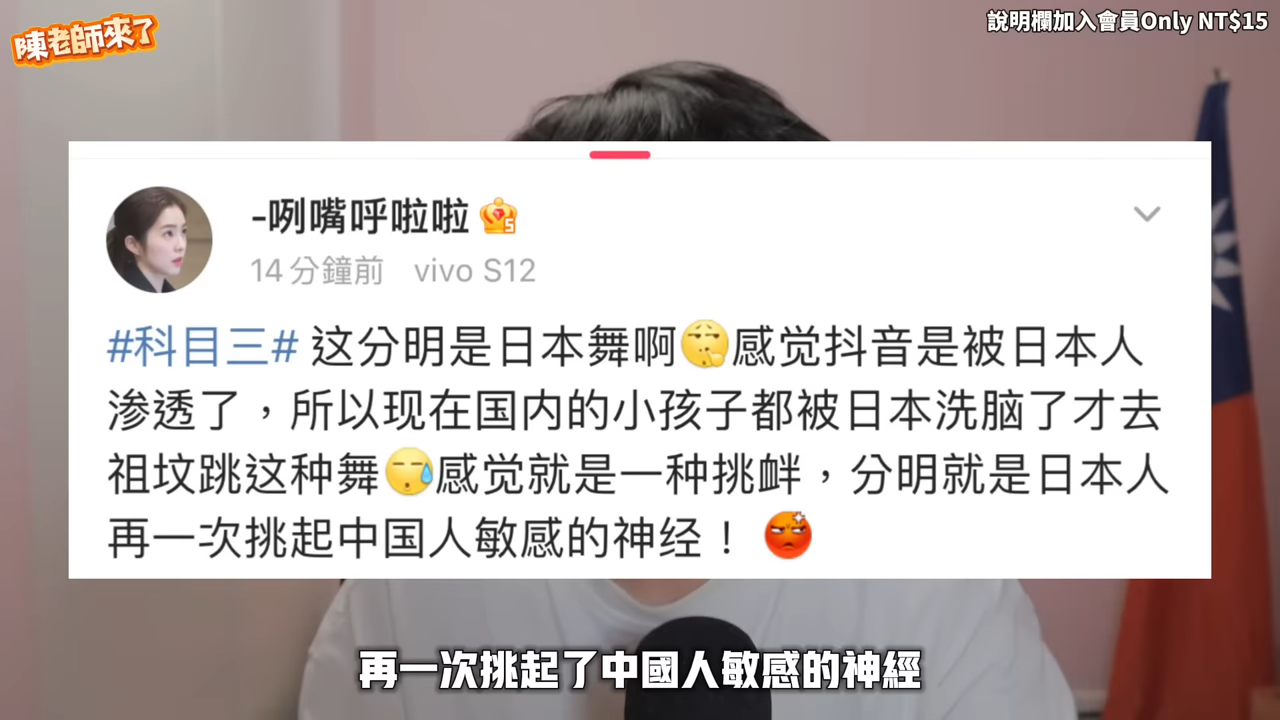 陳老師來了
說明欄加入會員Only NT$15
-咧嘴呼啦啦
5
14分鐘前 vivo S12
#科目三# 这分明是日本舞啊感觉抖音是被日本人
渗透了，所以现在国内的小孩子都被日本洗脑了才去
祖坟跳这种舞感觉就是一种挑衅，分明就是日本人
再一次挑起中国人敏感的神经！
再一次挑起了中國人敏感的神經